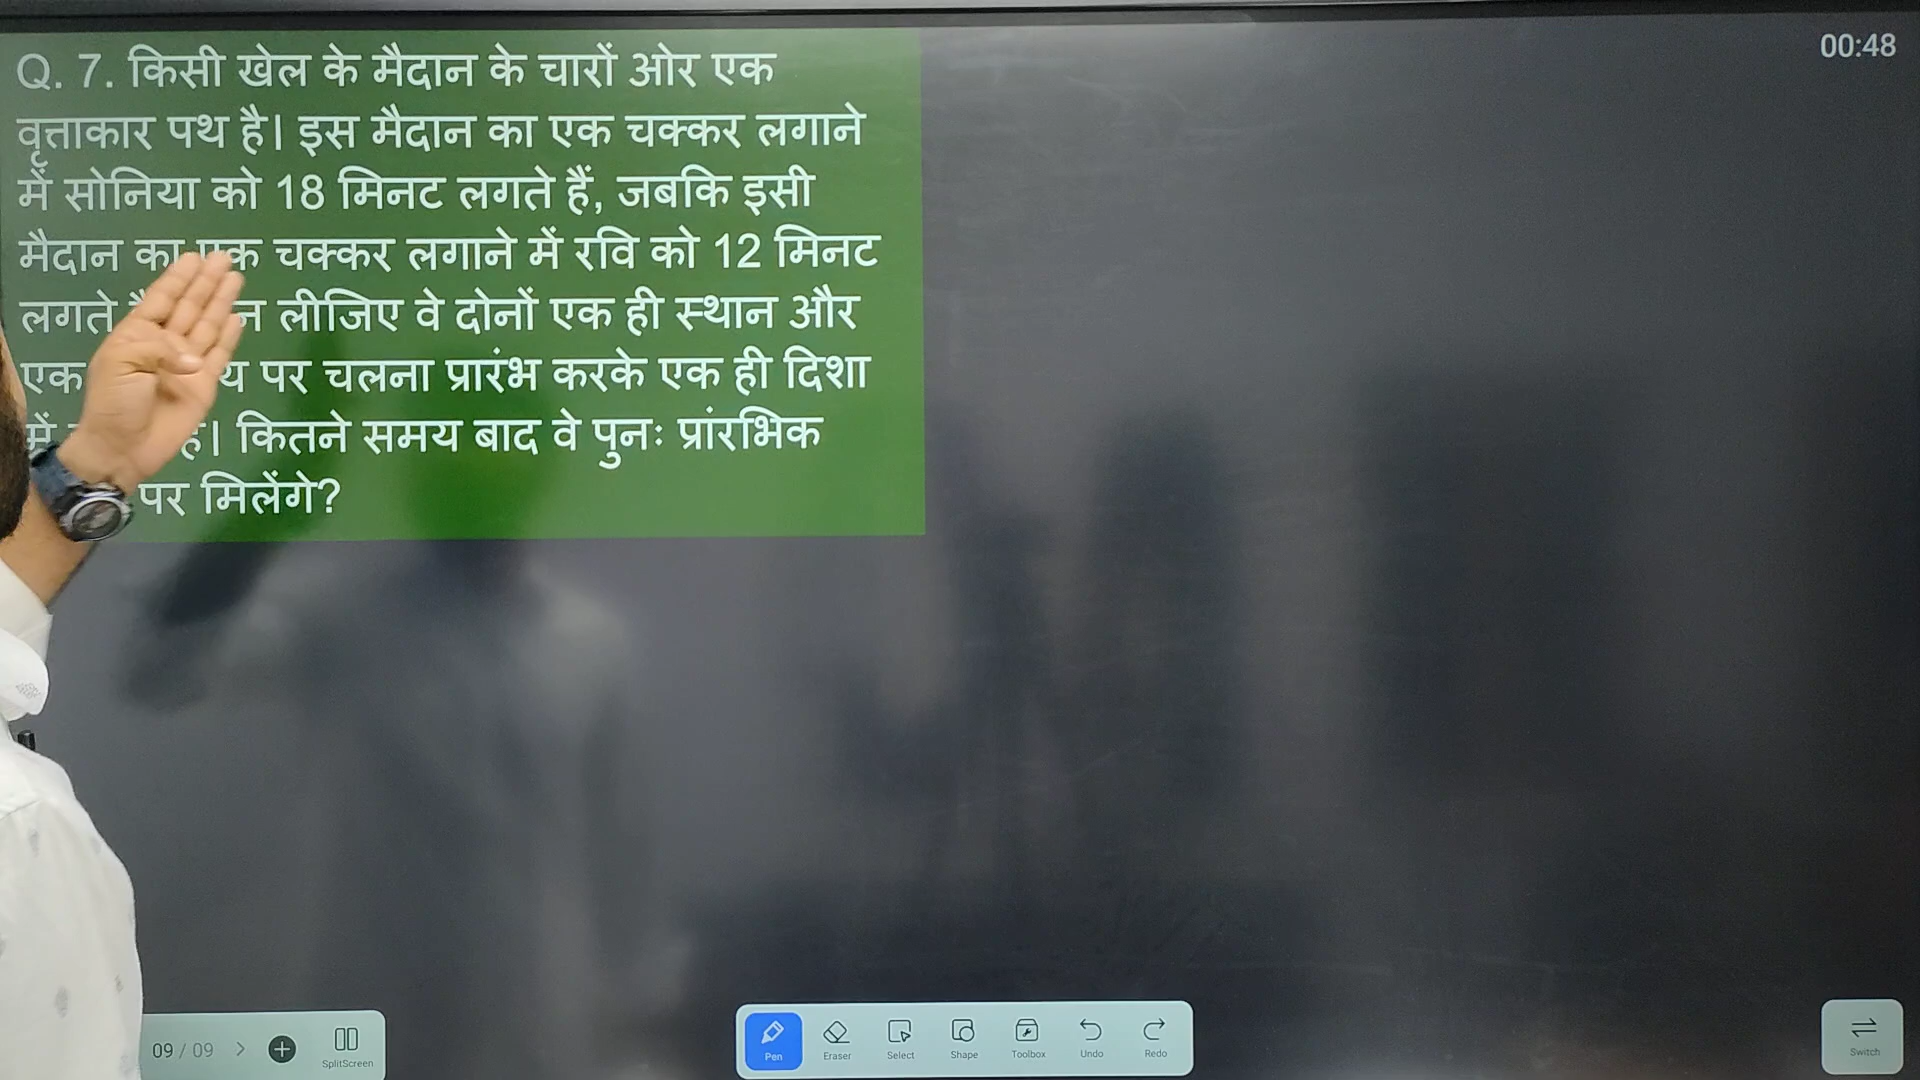 00:48
Q. 7. किसी खेल के मैदान के चारों ओर एक
वृत्ताकार पथ है। इस मैदान का एक चक्कर लगाने
में सोनिया को 18 मिनट लगते हैं, जबकि इसी
मैदान का एक चक्कर लगाने में रवि को 12 मिनट
लगते लीजिए वे दोनों एक ही स्थान और
एक पर चलना प्रारंभ करके एक ही दिशा
में कितने समय बाद वे पुनः प्रांरभिक
पर मिलेंगे?
09 / 09 >
SplitScreen
Pen Eraser Select Shape Toolbox Undo Redo
Switch